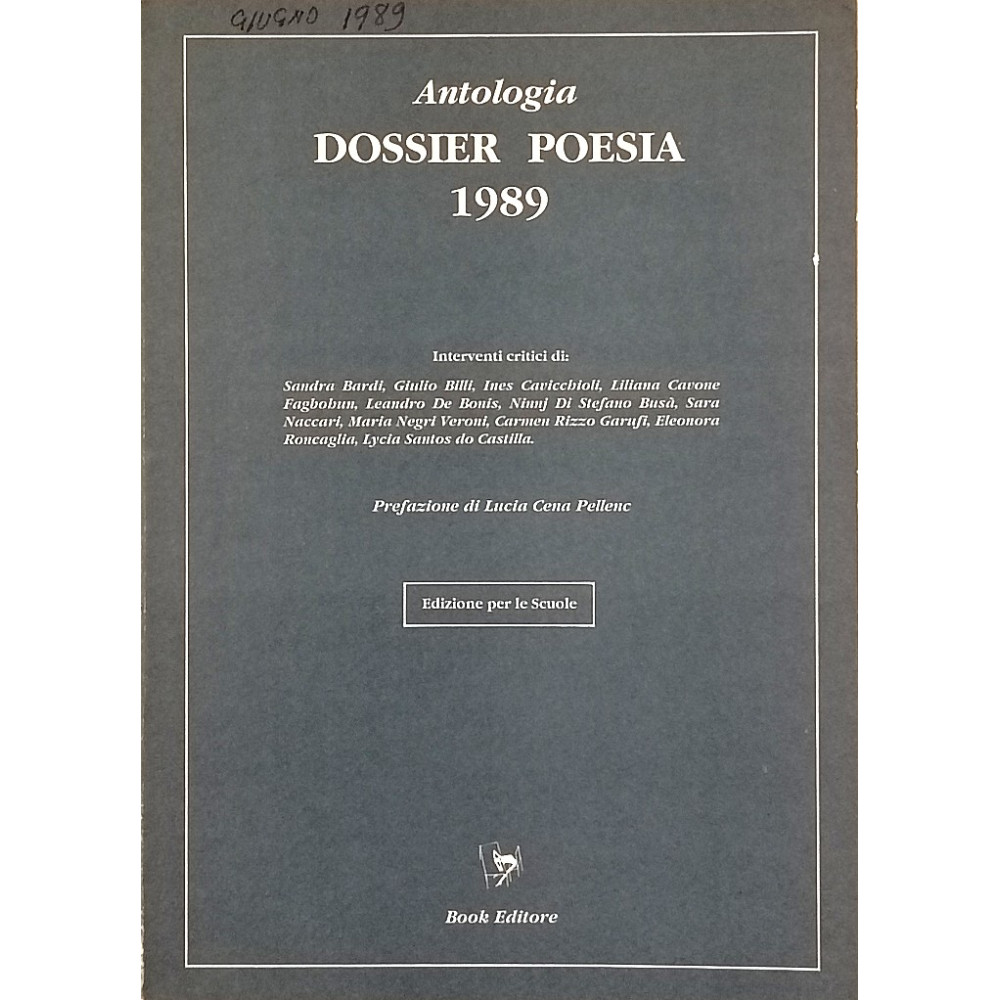 GIUGNO 1989
Antologia
DOSSIER POESIA
1989
Interventi critici di:
Sandra Bardi, Giulio Billi, Ines Cavicchioli, Liliana Cavone
Fagbohun, Leandro De Bonis, Ninnj Di Stefano Busà, Sara
Naccari, Maria Negri Veroni, Carmen Rizzo Garufi, Eleonora
Roncaglia, Lycia Santos do Castilla.
Prefazione di Lucia Cena Pellenc
Edizione per le Scuole
Book Editore